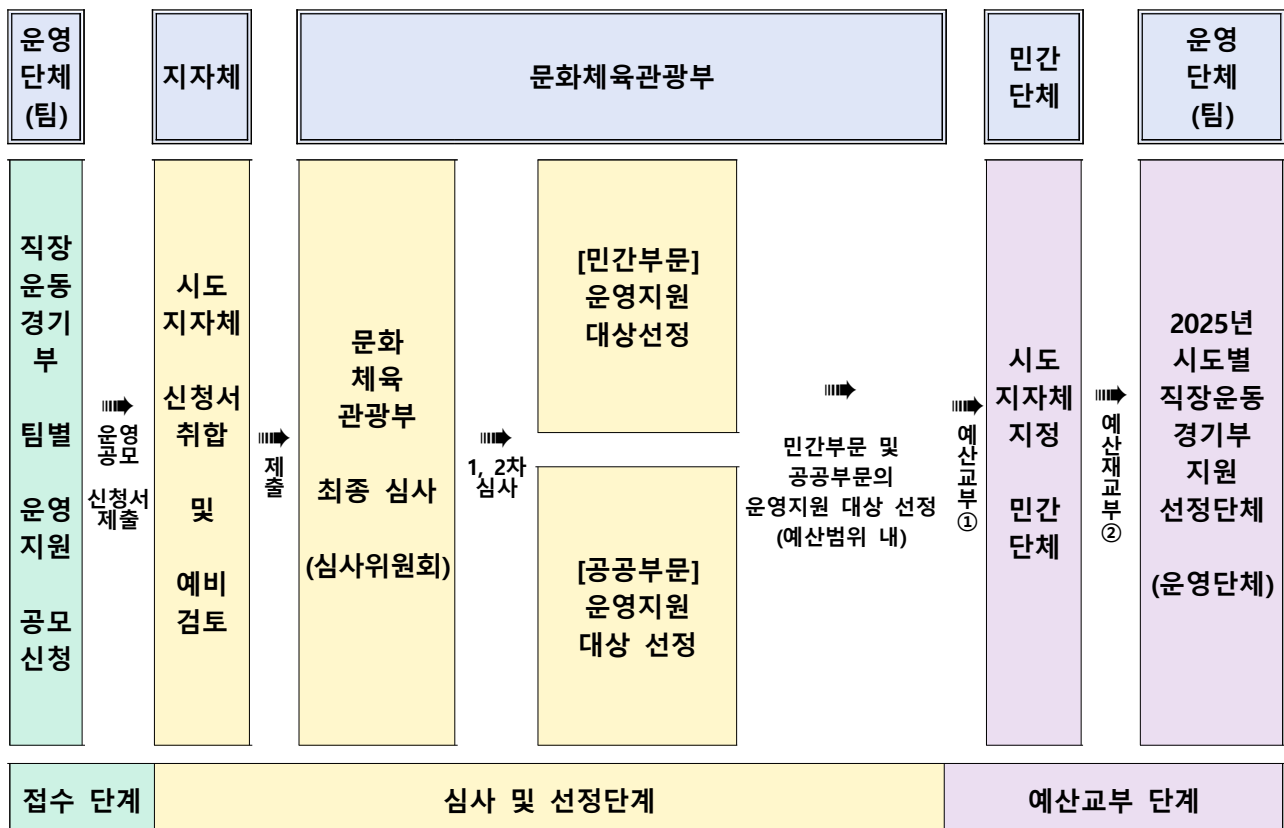 운영
단체
(팀)
지자체
문화체육관광부
민간
단체
운영
단체
(팀)
직장
운동
경기
부
팀별
운영
지원
공모
신청
운영
공모
신청서
제출
시도
지자체
신청서
취합
및
예비
검토
제출
문화
체육
관광부
최종 심사
(심사위원회)
1, 2차
심사
[민간부문]
운영지원
대상선정
[공공부문]
운영지원
대상 선정
민간부문 및
공공부문의
운영지원 대상 선정
(예산범위 내)
예산교부①
시도
지자체
지정
민간
단체
예산재교부②
2025년
시도별
직장운동
경기부
지원
선정단체
(운영단체)
접수 단계
심사 및 선정단계
예산교부 단계